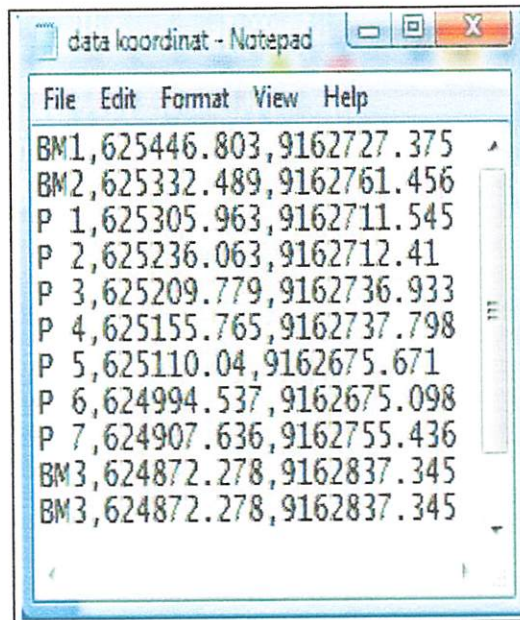 data koordinat - Notepad
File Edit Format View Help
BM1,625446.803,9162727.375
BM2,625332.489,9162761.456
P 1,625305.963,9162711.545
P 2,625236.063,9162712.41
P 3,625209.779,9162736.933
P 4,625155.765,9162737.798
P 5,625110.04,9162675.671
P 6,624994.537,9162675.098
P 7,624907.636,9162755.436
BM3,624872.278,9162837.345
BM3,624872.278,9162837.345